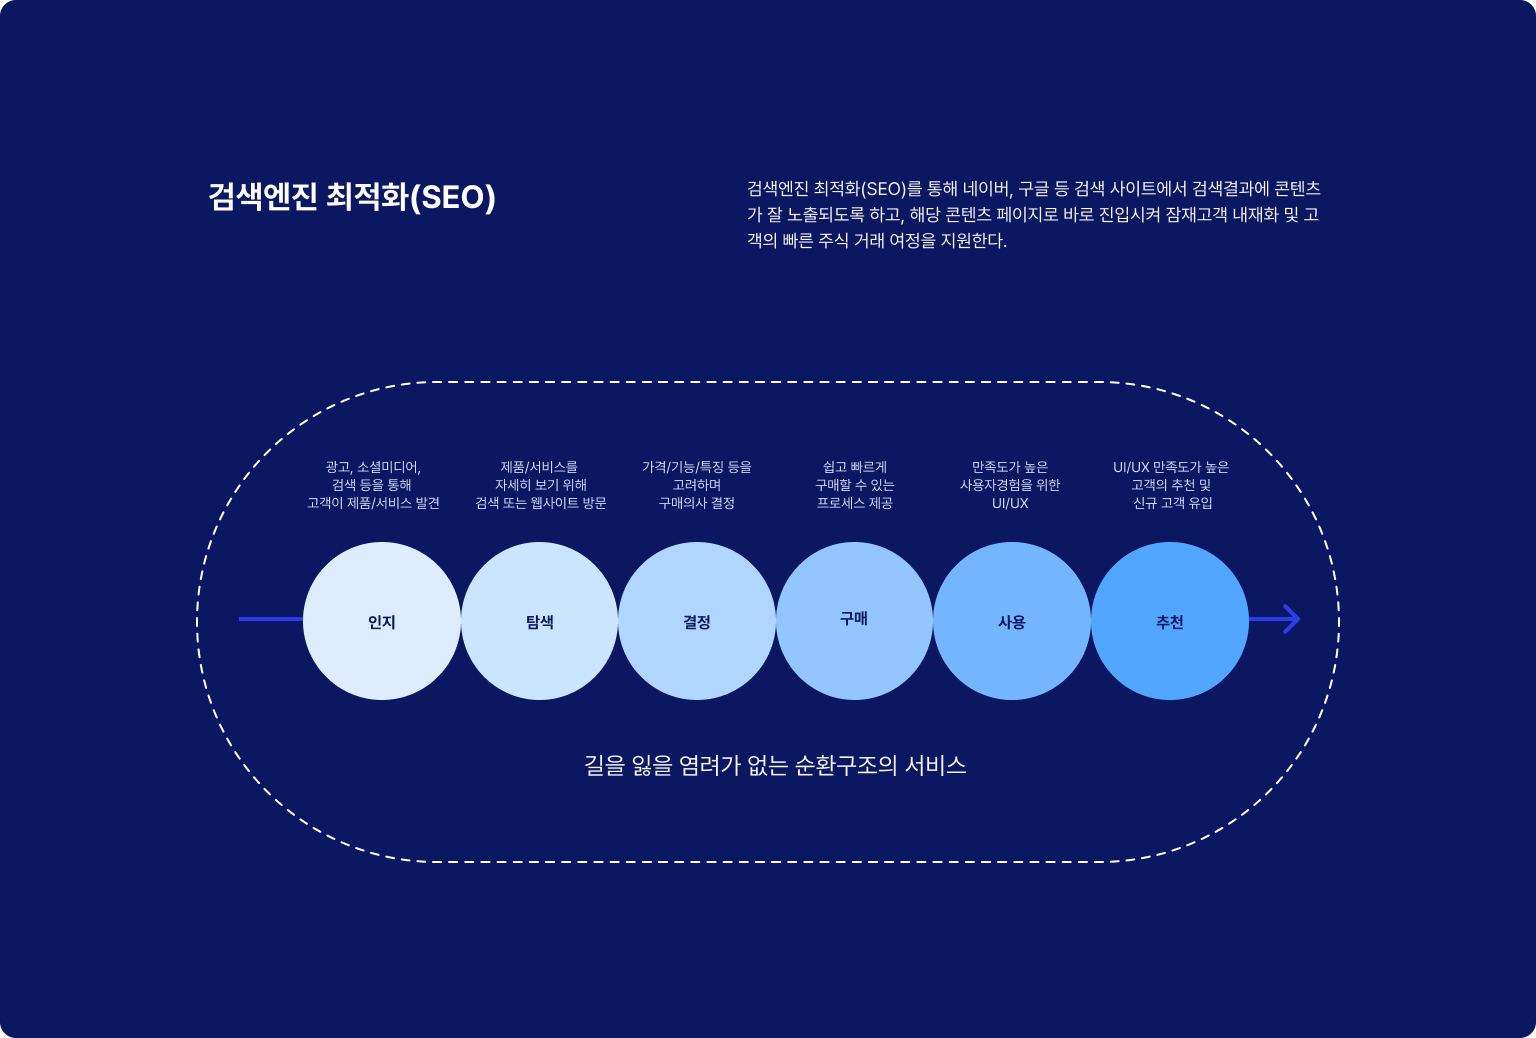 검색엔진 최적화(SEO)
검색엔진 최적화(SEO)를 통해 네이버, 구글 등 검색 사이트에서 검색결과에 콘텐츠
가 잘 노출되도록 하고, 해당 콘텐츠 페이지로 바로 진입시켜 잠재고객 내재화 및 고
객의 빠른 주식 거래 여정을 지원한다.
광고, 소셜미디어,
검색 등을 통해
고객이 제품/서비스 발견
제품/서비스를
자세히 보기 위해
검색 또는 웹사이트 방문
가격/기능/특징 등을
고려하며
구매의사 결정
쉽고 빠르게
구매할 수 있는
프로세스 제공
만족도가 높은
사용자경험을 위한
UI/UX
UI/UX 만족도가 높은
고객의 추천 및
신규 고객 유입
인지
탐색
결정
구매
사용
추천
길을 잃을 염려가 없는 순환구조의 서비스